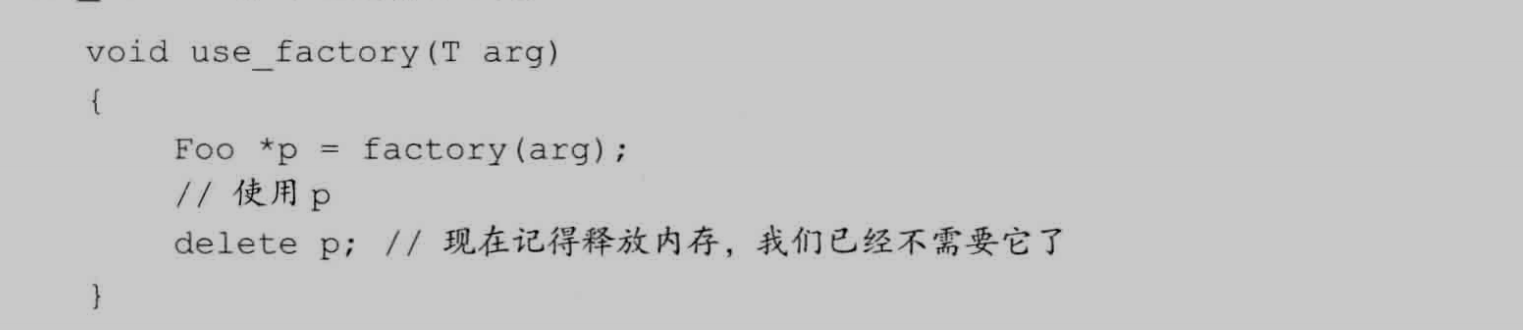 void use_factory(T arg)
{
Foo *p = factory(arg);
// 使用 p
delete p; // 现在记得释放内存，我们已经不需要它了
}